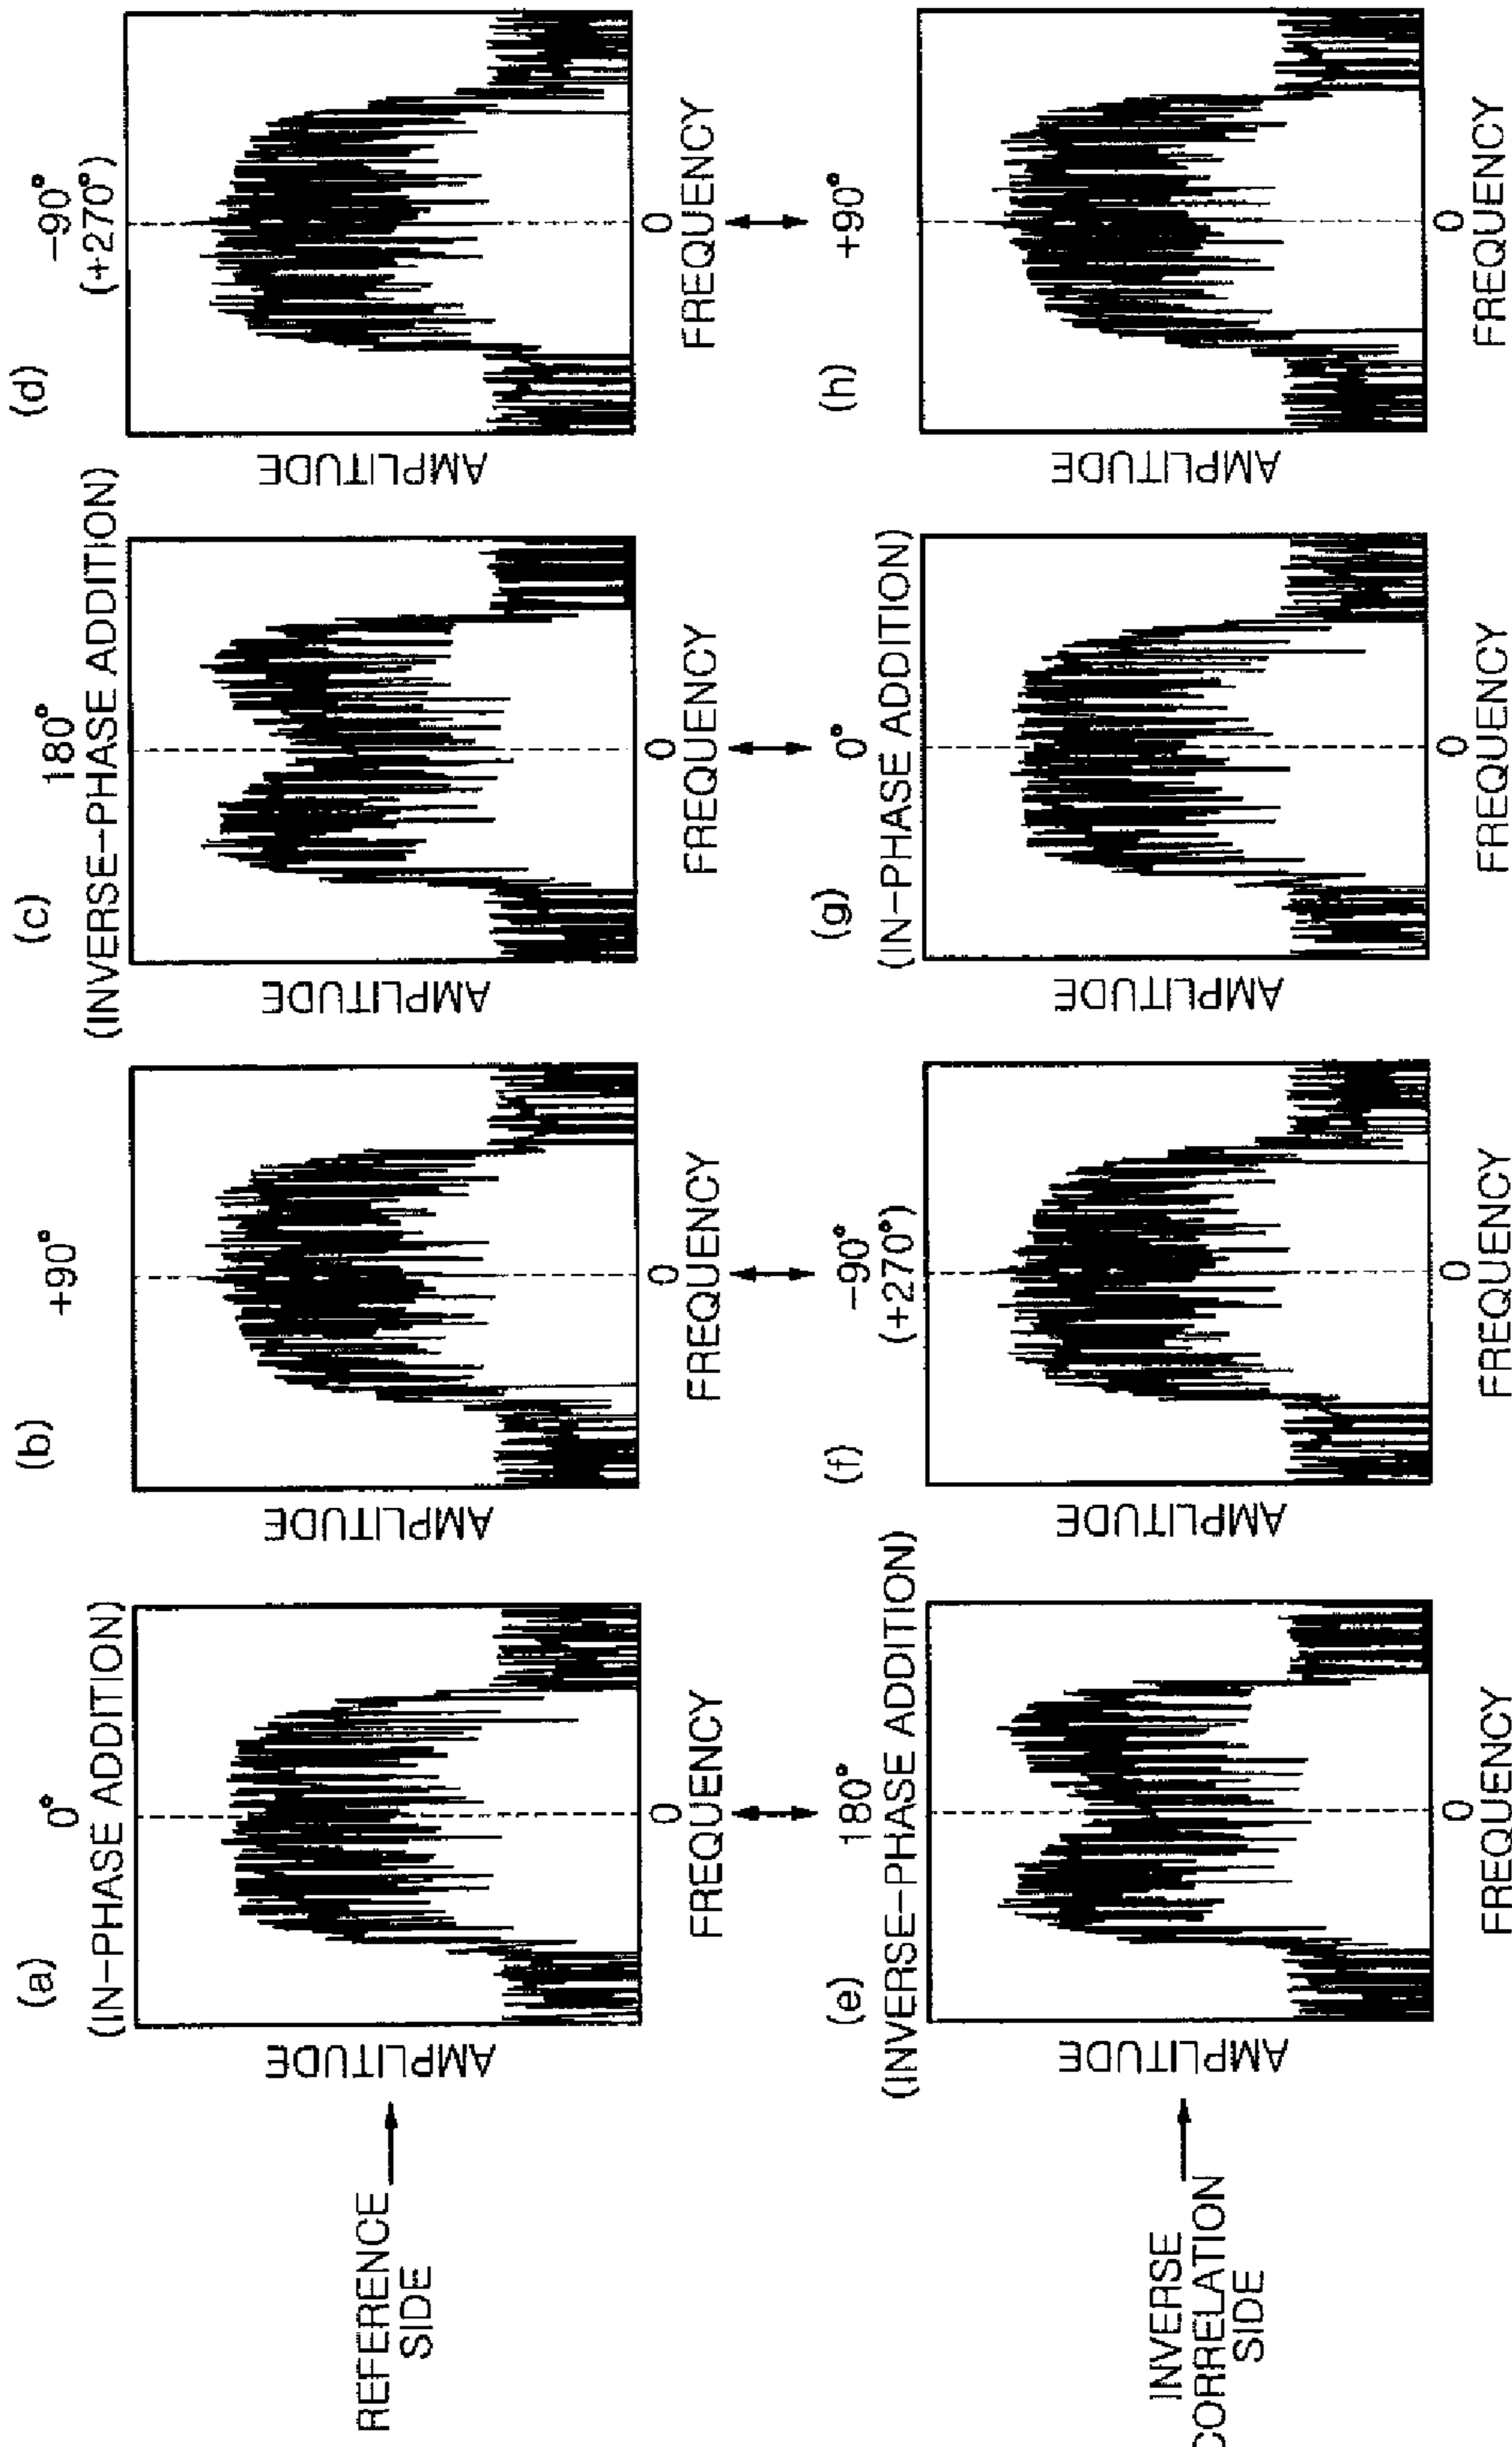 (a)
0°
(IN-PHASE ADDITION)
AMPLITUDE
0
FREQUENCY
(b)
+90°
AMPLITUDE
0
FREQUENCY
(c)
180°
(INVERSE-PHASE ADDITION)
AMPLITUDE
0
FREQUENCY
(d)
-90°
(+270°)
AMPLITUDE
0
FREQUENCY
REFERENCE
SIDE
(e)
180°
(INVERSE-PHASE ADDITION)
AMPLITUDE
0
FREQUENCY
(f)
-90°
(+270°)
AMPLITUDE
0
FREQUENCY
(g)
0°
(IN-PHASE ADDITION)
AMPLITUDE
0
FREQUENCY
(h)
+90°
AMPLITUDE
0
FREQUENCY
INVERSE
CORRELATION
SIDE